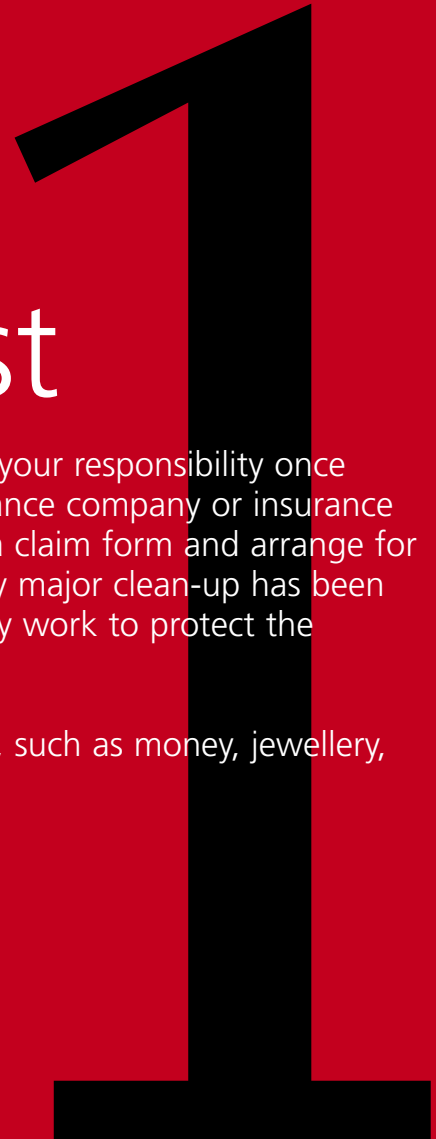 1
st
your responsibility once
ance company or insurance
claim form and arrange for
y major clean-up has been
y work to protect the
such as money, jewellery,